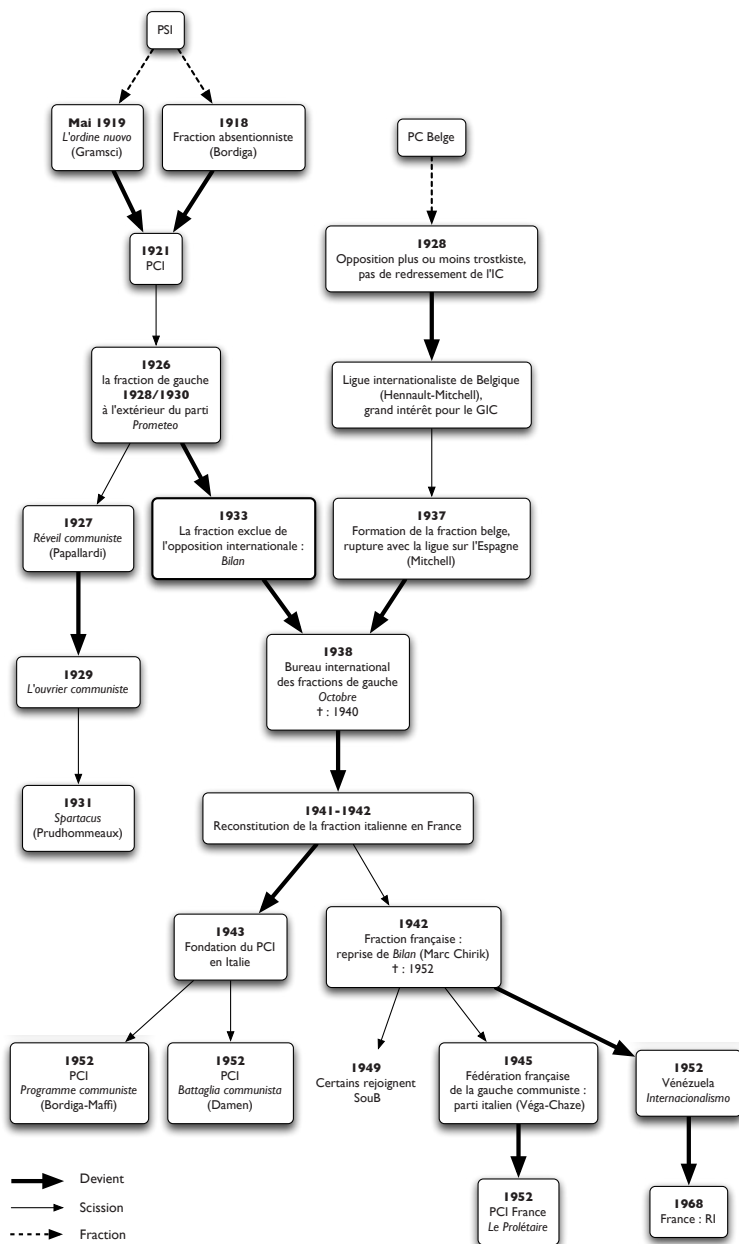 PSI
Mai 1919
L'ordine nuovo
(Gramsci)
1918
Fraction absentionniste
(Bordiga)
PC Belge
1921
PCI
1928
Opposition plus ou moins trostkiste,
pas de redressement de l'IC
1926
la fraction de gauche
1928/1930
à l'extérieur du parti
Prometeo
Ligue internationaliste de Belgique
(Hennault-Mitchell),
grand intérêt pour le GIC
1927
Réveil communiste
(Papallardi)
1933
La fraction exclue de
l'opposition internationale :
Bilan
1937
Formation de la fraction belge,
rupture avec la ligue sur l'Espagne
(Mitchell)
1929
L'ouvrier communiste
1938
Bureau international
des fractions de gauche
Octobre
† : 1940
1931
Spartacus
(Prudhommeaux)
1941-1942
Reconstitution de la fraction italienne en France
1943
Fondation du PCI
en Italie
1942
Fraction française :
reprise de Bilan (Marc Chirik)
† : 1952
1952
PCI
Programme communiste
(Bordiga-Maffi)
1952
PCI
Battaglia communista
(Damen)
1949
Certains rejoignent
SouB
1945
Fédération française
de la gauche communiste :
parti italien (Véga-Chaze)
1952
Vénézuela
Internacionalismo
1952
PCI France
Le Prolétaire
1968
France : RI
Devient
Scission
Fraction